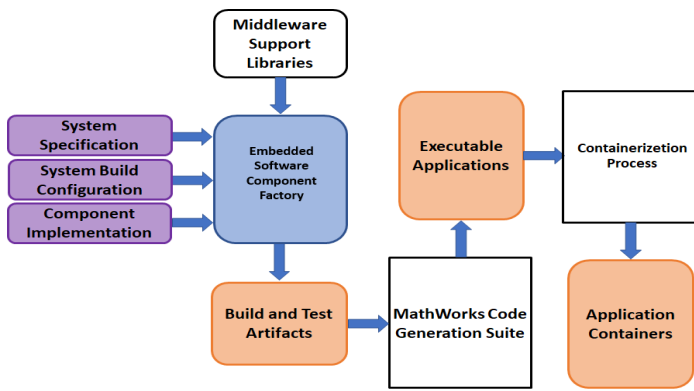 Middleware
Support
Libraries
System
Specification
System Build
Configuration
Component
Implementation
Embedded
Software
Component
Factory
Build and Test
Artifacts
MathWorks Code
Generation Suite
Executable
Applications
Containerizetion
Process
Application
Containers